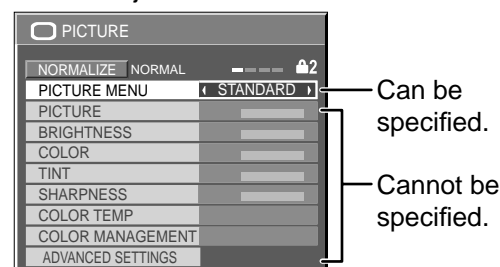 PICTURE
NORMALIZE NORMAL 2
PICTURE MENU STANDARD
PICTURE
BRIGHTNESS
COLOR
TINT
SHARPNESS
COLOR TEMP
COLOR MANAGEMENT
ADVANCED SETTINGS
Can be
specified.
Cannot be
specified.